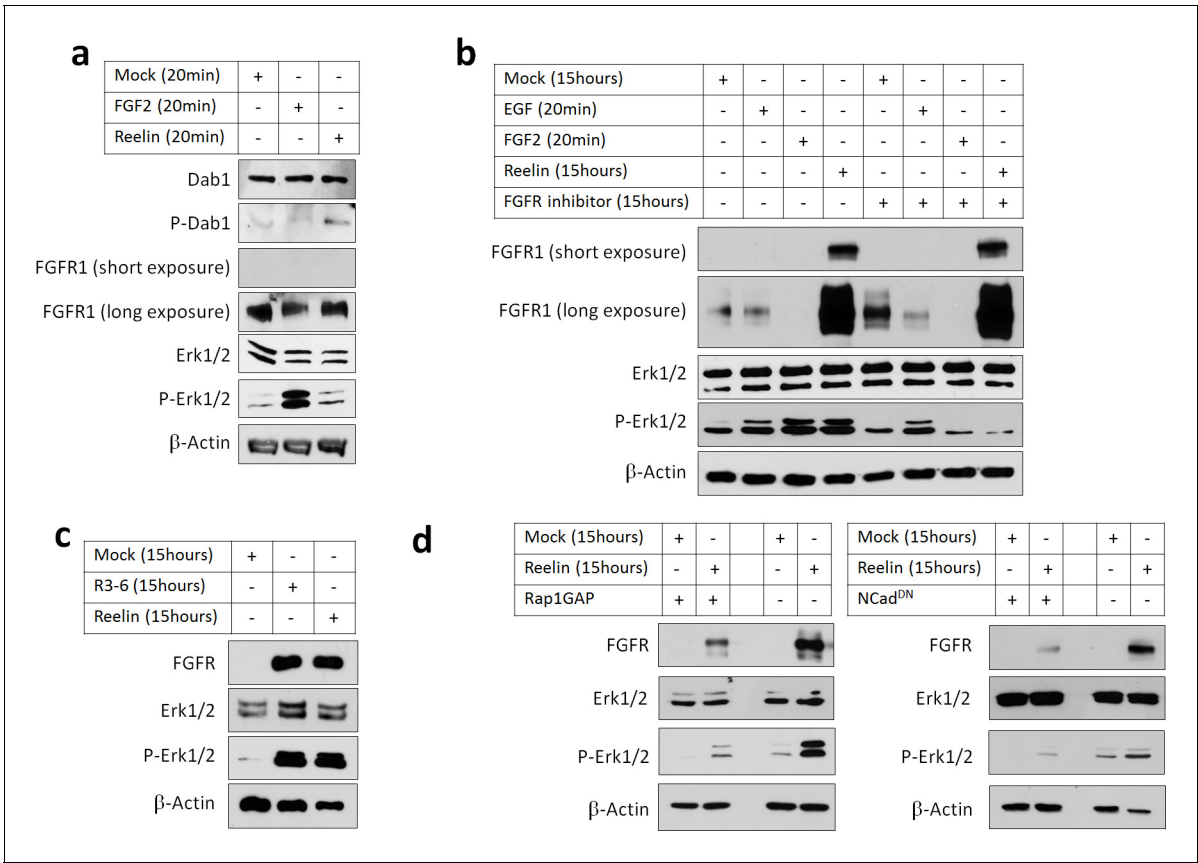 a
Mock (20min) + - -
FGF2 (20min) - + -
Reelin (20min) - - +
Dab1
P-Dab1
FGFR1 (short exposure)
FGFR1 (long exposure)
Erk1/2
P-Erk1/2
β-Actin
b
Mock (15hours) + - - - + - - -
EGF (20min) - + - - - + - -
FGF2 (20min) - - + - - - + -
Reelin (15hours) - - - + - - - +
FGFR inhibitor (15hours) - - - - + + + +
FGFR1 (short exposure)
FGFR1 (long exposure)
Erk1/2
P-Erk1/2
β-Actin
c
Mock (15hours) + - -
R3-6 (15hours) - + -
Reelin (15hours) - - +
FGFR
Erk1/2
P-Erk1/2
β-Actin
d
Mock (15hours) + - + -
Reelin (15hours) - + - +
Rap1GAP + + - -
FGFR
Erk1/2
P-Erk1/2
β-Actin
Mock (15hours) + - + -
Reelin (15hours) - + - +
NCadDN + + - -
FGFR
Erk1/2
P-Erk1/2
β-Actin